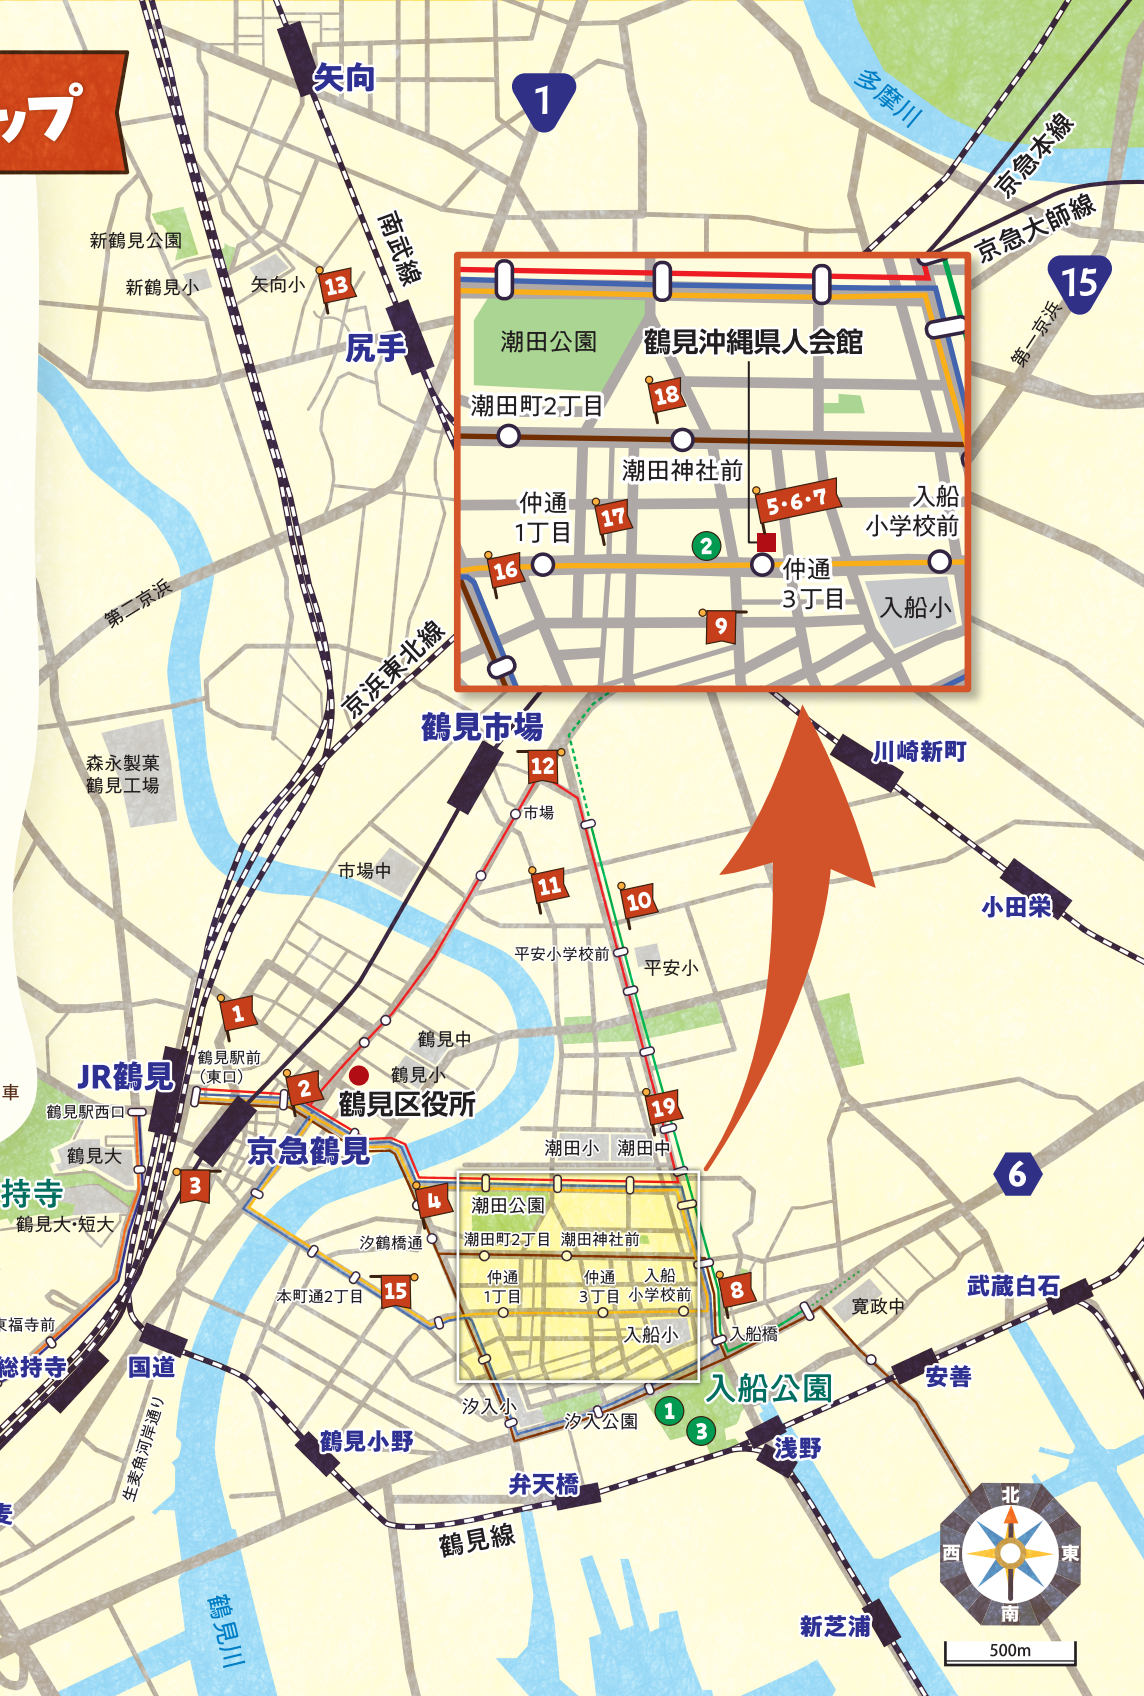 ップ
矢向
1
多摩川
京急本線
京急大師線
15
第一京浜
南武線
新鶴見公園
新鶴見小
矢向小
13
尻手
潮田公園
鶴見沖縄県人会館
18
潮田町2丁目
潮田神社前
仲通
1丁目
17
5·6·7
入船
小学校前
2
16
仲通
3丁目
入船小
9
第二京浜
京浜東北線
鶴見市場
12
川崎新町
森永製菓
鶴見工場
市場
市場中
11
10
小田栄
平安小学校前
平安小
1
鶴見中
鶴見駅前
(東口)
JR鶴見
2
鶴見小
鶴見区役所
車
鶴見駅西口
19
京急鶴見
鶴見大
潮田小
潮田中
3
持寺
鶴見大・短大
4
6
潮田公園
汐鶴橋通
潮田町2丁目
潮田神社前
仲通
1丁目
仲通
3丁目
入船
小学校前
8
本町通2丁目
15
武蔵白石
寛政中
東福寺前
入船小
入船橋
総持寺
国道
安善
入船公園
汐入小
汐入公園
1
3
生麦魚河岸通り
鶴見小野
浅野
弁天橋
麦
鶴見線
北
西
東
南
鶴見川
新芝浦
500m